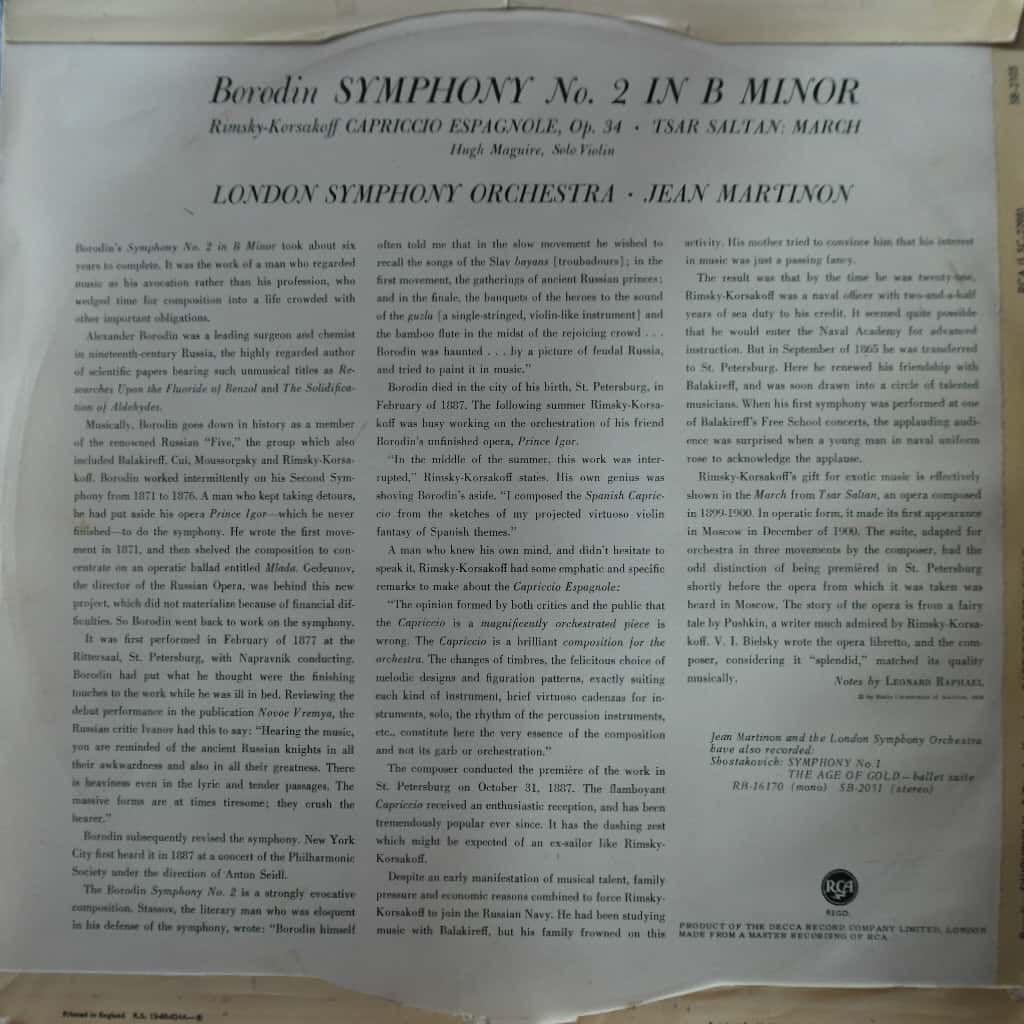 Borodin SYMPHONY No. 2 IN B MINOR
Rimsky-Korsakoff CAPRICCIO ESPAGNOLE, Op. 34 · TSAR SALTAN: MARCH
Hugh Maguire, Solo Violin
LONDON SYMPHONY ORCHESTRA · JEAN MARTINON
Borodin's Symphony No. 2 in B Minor took about six
years to complete. It was the work of a man who regarded
music as his avocation rather than his profession, who
wedged time for composition into a life crowded with
other important obligations.
Alexander Borodin was a leading surgeon and chemist
in nineteenth-century Russia, the highly regarded author
of scientific papers bearing such unmusical titles as Re-
searches Upon the Fluoride of Benzol and The Solidifica-
tion of Aldehydes.
Musically, Borodin goes down in history as a member
of the renowned Russian "Five," the group which also
included Balakireff, Cui, Moussorgsky and Rimsky-Korsa-
koff. Borodin worked intermittently on his Second Sym-
phony from 1871 to 1876. A man who kept taking detours,
he had put aside his opera Prince Igor—which he never
finished—to do the symphony. He wrote the first move-
ment in 1871, and then shelved the composition to con-
centrate on an operatic ballad entitled Mlada. Gedeunov,
the director of the Russian Opera, was behind this new
project, which did not materialize because of financial dif-
ficulties. So Borodin went back to work on the symphony.
It was first performed in February of 1877 at the
Rittersaal, St. Petersburg, with Napravnik conducting.
Borodin had put what he thought were the finishing
touches to the work while he was ill in bed. Reviewing the
debut performance in the publication Novoe Vremya, the
Russian critic Ivanov had this to say: "Hearing the music,
you are reminded of the ancient Russian knights in all
their awkwardness and also in all their greatness. There
is heaviness even in the lyric and tender passages. The
massive forms are at times tiresome; they crush the
hearer."
Borodin subsequently revised the symphony. New York
City first heard it in 1887 at a concert of the Philharmonic
Society under the direction of Anton Seidl.
The Borodin Symphony No. 2 is a strongly evocative
composition. Stassov, the literary man who was eloquent
in his defense of the symphony, wrote: "Borodin himself
often told me that in the slow movement he wished to
recall the songs of the Slav bayans [troubadours]; in the
first movement, the gatherings of ancient Russian princes;
and in the finale, the banquets of the heroes to the sound
of the guzla [a single-stringed, violin-like instrument] and
the bamboo flute in the midst of the rejoicing crowd . . .
Borodin was haunted . . . by a picture of feudal Russia,
and tried to paint it in music."
Borodin died in the city of his birth, St. Petersburg, in
February of 1887. The following summer Rimsky-Korsa-
koff was busy working on the orchestration of his friend
Borodin's unfinished opera, Prince Igor.
"In the middle of the summer, this work was inter-
rupted," Rimsky-Korsakoff states. His own genius was
shoving Borodin's aside. "I composed the Spanish Capric-
cio from the sketches of my projected virtuoso violin
fantasy of Spanish themes."
A man who knew his own mind, and didn't hesitate to
speak it, Rimsky-Korsakoff had some emphatic and specific
remarks to make about the Capriccio Espagnole:
"The opinion formed by both critics and the public that
the Capriccio is a magnificently orchestrated piece is
wrong. The Capriccio is a brilliant composition for the
orchestra. The changes of timbres, the felicitous choice of
melodic designs and figuration patterns, exactly suiting
each kind of instrument, brief virtuoso cadenzas for in-
struments, solo, the rhythm of the percussion instruments,
etc., constitute here the very essence of the composition
and not its garb or orchestration."
The composer conducted the première of the work in
St. Petersburg on October 31, 1887. The flamboyant
Capriccio received an enthusiastic reception, and has been
tremendously popular ever since. It has the dashing zest
which might be expected of an ex-sailor like Rimsky-
Korsakoff.
Despite an early manifestation of musical talent, family
pressure and economic reasons combined to force Rimsky-
Korsakoff to join the Russian Navy. He had been studying
music with Balakireff, but his family frowned on this
activity. His mother tried to convince him that his interest
in music was just a passing fancy.
The result was that by the time he was twenty-one,
Rimsky-Korsakoff was a naval officer with two-and-a-half
years of sea duty to his credit. It seemed quite possible
that he would enter the Naval Academy for advanced
instruction. But in September of 1865 he was transferred
to St. Petersburg. Here he renewed his friendship with
Balakireff, and was soon drawn into a circle of talented
musicians. When his first symphony was performed at one
of Balakireff's Free School concerts, the applauding audi-
ence was surprised when a young man in naval uniform
rose to acknowledge the applause.
Rimsky-Korsakoff's gift for exotic music is effectively
shown in the March from Tsar Saltan, an opera composed
in 1899-1900. In operatic form, it made its first appearance
in Moscow in December of 1900. The suite, adapted for
orchestra in three movements by the composer, had the
odd distinction of being premièred in St. Petersburg
shortly before the opera from which it was taken was
heard in Moscow. The story of the opera is from a fairy
tale by Pushkin, a writer much admired by Rimsky-Korsa-
koff. V. I. Bielsky wrote the opera libretto, and the com-
poser, considering it "splendid," matched its quality
musically.
Notes by LEONARD RAPHAEL
Jean Martinon and the London Symphony Orchestra
have also recorded:
Shostakovich: SYMPHONY No. 1
THE AGE OF GOLD—ballet suite
RB-16170 (mono) SB-2051 (stereo)
RCA
REGD.
PRODUCT OF THE DECCA RECORD COMPANY LIMITED, LONDON
MADE FROM A MASTER RECORDING OF RCA
Printed in England